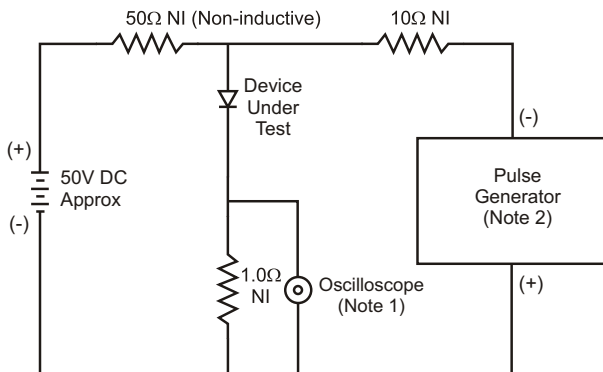 50Ω NI (Non-inductive)
10Ω NI
Device
Under
Test
(-)
(+)
50V DC
Approx
(-)
Pulse
Generator
(Note 2)
1.0Ω
NI
Oscilloscope
(Note 1)
(+)